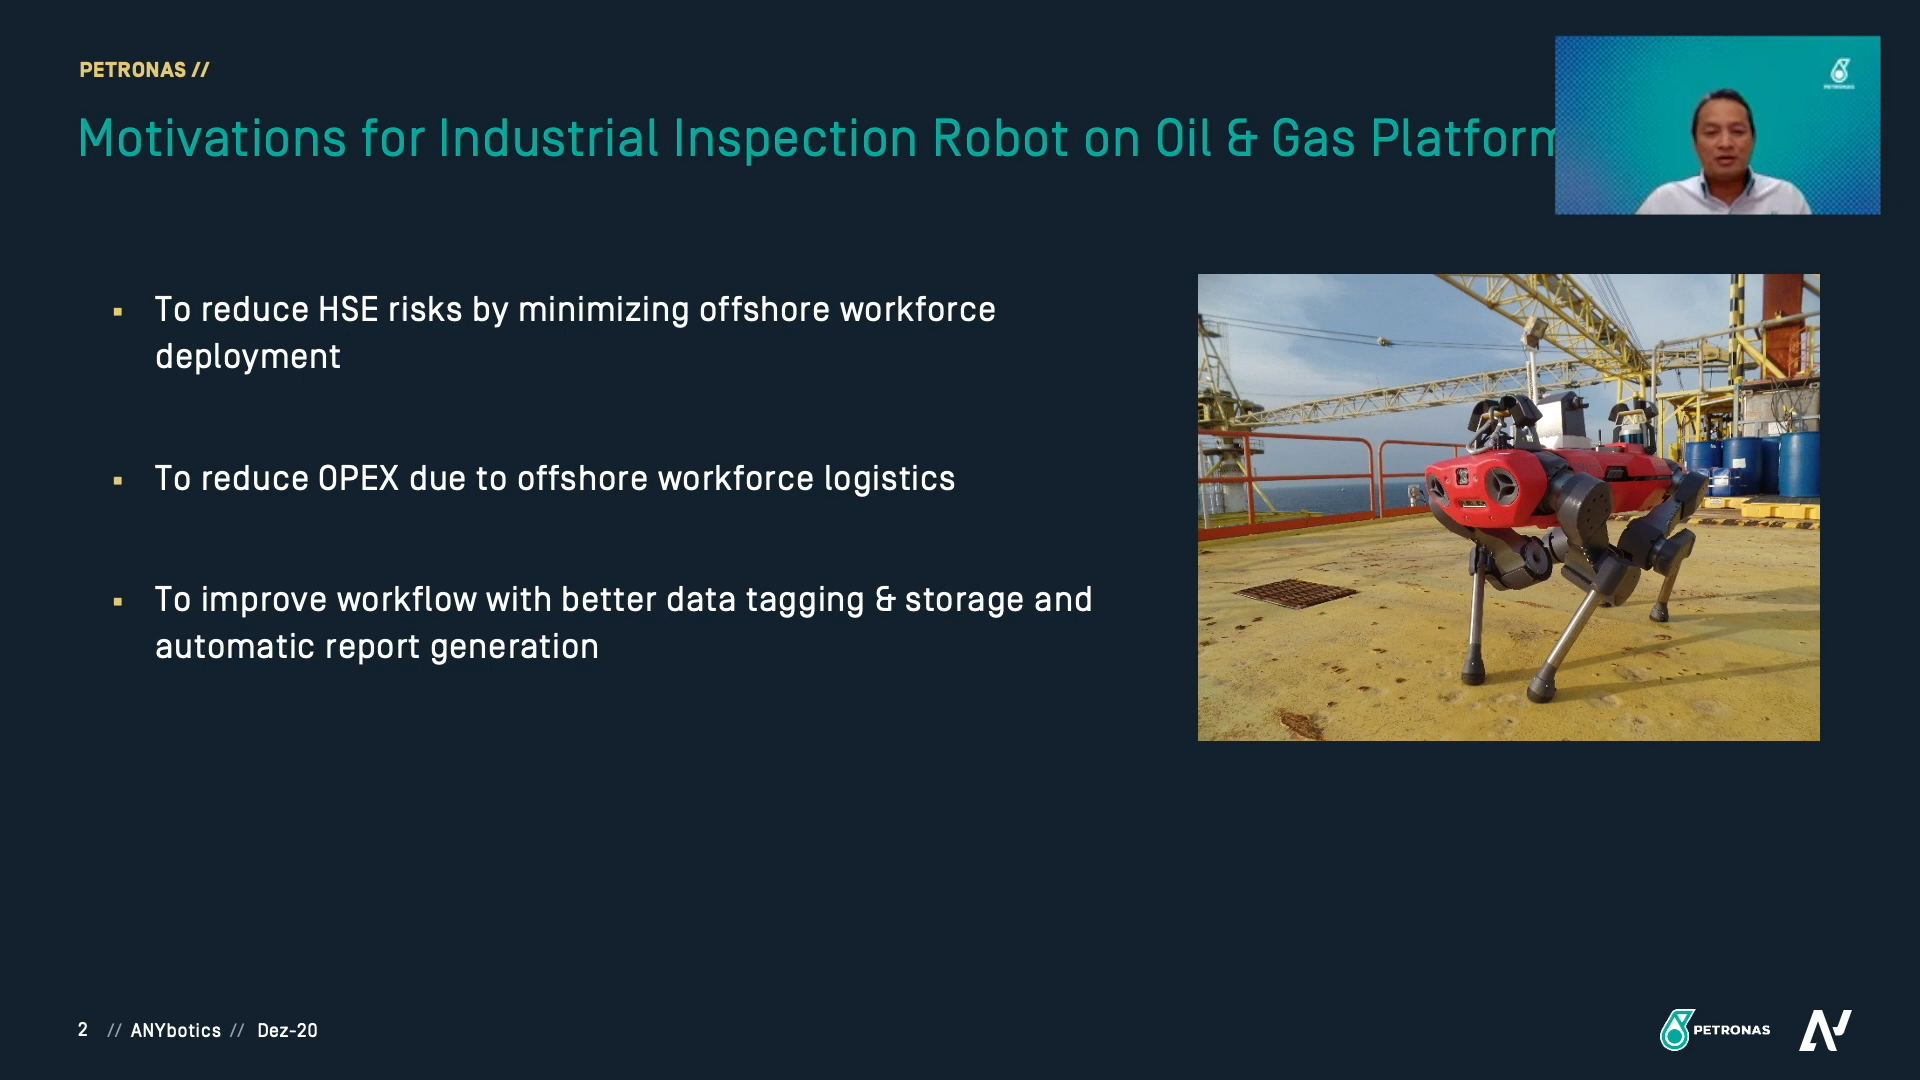 PETRONAS //
Motivations for Industrial Inspection Robot on Oil & Gas Platform
PETRONAS
▪ To reduce HSE risks by minimizing offshore workforce
deployment
▪ To reduce OPEX due to offshore workforce logistics
▪ To improve workflow with better data tagging & storage and
automatic report generation
2 // ANYbotics // Dez-20
PETRONAS